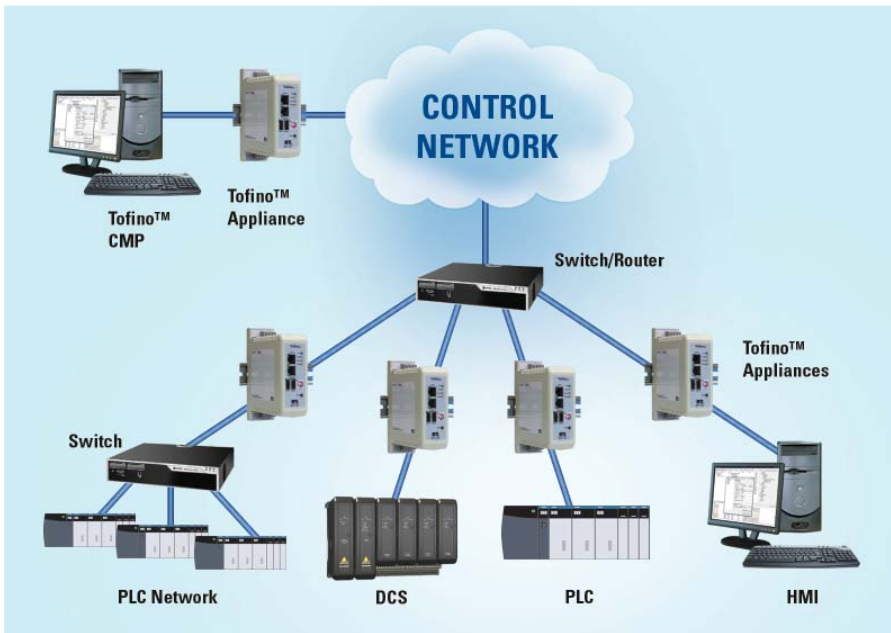 CONTROL
NETWORK
Tofino™
CMP
Tofino™
Appliance
Switch/Router
Tofino™
Appliances
Switch
PLC Network
DCS
PLC
HMI